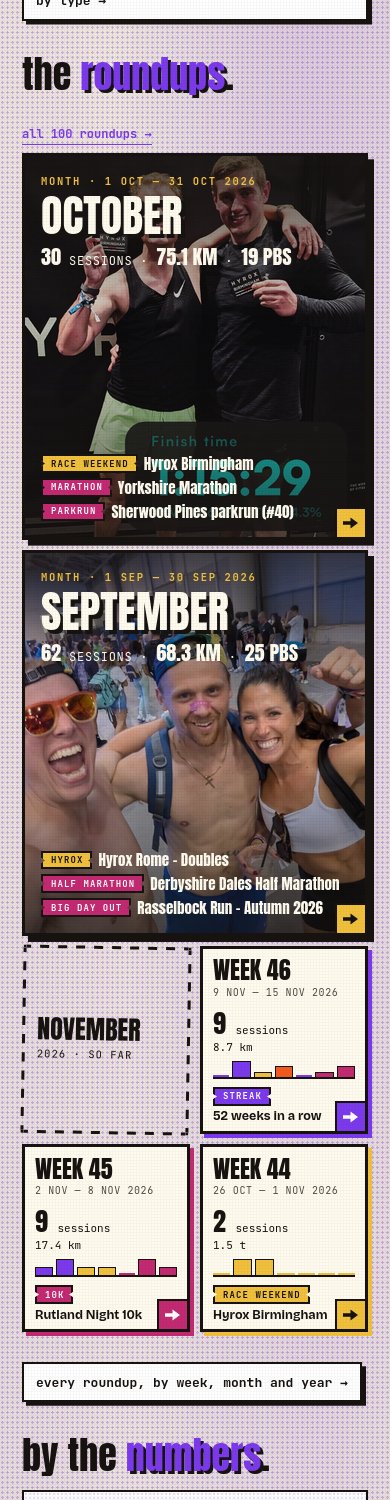 by type →
the roundups.
all 100 roundups →
MONTH · 1 OCT — 31 OCT 2026
OCTOBER
30 SESSIONS · 75.1 KM · 19 PBS
HYROX
Finish time
RACE WEEKEND Hyrox Birmingham
MARATHON Yorkshire Marathon
PARKRUN Sherwood Pines parkrun (#40)
MONTH · 1 SEP — 30 SEP 2026
SEPTEMBER
62 SESSIONS · 68.3 KM · 25 PBS
HYROX Hyrox Rome - Doubles
HALF MARATHON Derbyshire Dales Half Marathon
BIG DAY OUT Rasselbock Run - Autumn 2026
NOVEMBER
2026 · SO FAR
WEEK 46
9 NOV — 15 NOV 2026
9 sessions
8.7 km
STREAK
52 weeks in a row
WEEK 45
2 NOV — 8 NOV 2026
9 sessions
17.4 km
10K
Rutland Night 10k
WEEK 44
26 OCT — 1 NOV 2026
2 sessions
1.5 t
RACE WEEKEND
Hyrox Birmingham
every roundup, by week, month and year →
by the numbers.